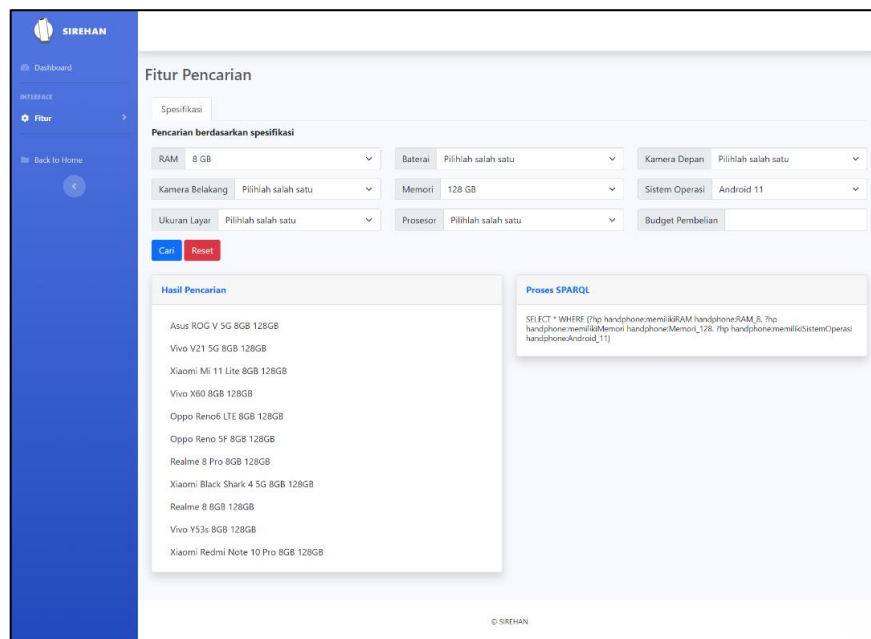 SIREHAN
Dashboard
INTERFACE
Fitur
Back to Home
Fitur Pencarian
Spesifikasi
Pencarian berdasarkan spesifikasi
RAM 8 GB Baterai Pilihlah salah satu Kamera Depan Pilihlah salah satu
Kamera Belakang Pilihlah salah satu Memori 128 GB Sistem Operasi Android 11
Ukuran Layar Pilihlah salah satu Prosesor Pilihlah salah satu Budget Pembelian
Cari Reset
Hasil Pencarian
Asus ROG V 5G 8GB 128GB
Vivo V21 5G 8GB 128GB
Xiaomi Mi 11 Lite 8GB 128GB
Vivo X60 8GB 128GB
Oppo Reno6 LTE 8GB 128GB
Oppo Reno 5F 8GB 128GB
Realme 8 Pro 8GB 128GB
Xiaomi Black Shark 4 5G 8GB 128GB
Realme 8 8GB 128GB
Vivo Y53s 8GB 128GB
Xiaomi Redmi Note 10 Pro 8GB 128GB
Proses SPARQL
SELECT * WHERE {?hp handphone:memilikiRAM handphone:RAM_8. ?hp
handphone:memilikiMemori handphone:Memori_128. ?hp handphone:memilikiSistemOperasi
handphone:Android_11}
© SIREHAN